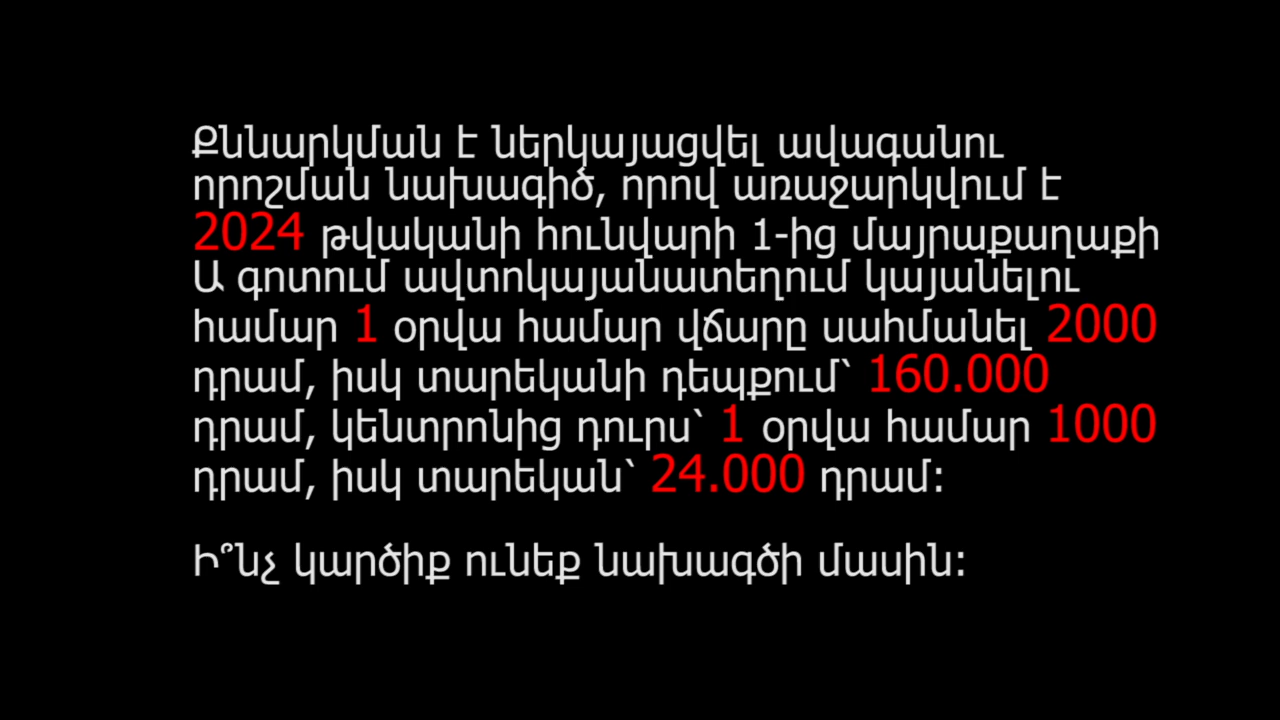 Քննարկման է ներկայացվել ավագանու
որոշման նախագիծ, որով առաջարկվում է
2024 թվականի հունվարի 1-ից մայրաքաղաքի
Ա գոտում ավտոկայանատեղում կայանելու
համար 1 օրվա համար վճարը սահմանել 2000
դրամ, իսկ տարեկանի դեպքում՝ 160.000
դրամ, կենտրոնից դուրս՝ 1 օրվա համար 1000
դրամ, իսկ տարեկան՝ 24.000 դրամ:
Ի՞նչ կարծիք ունեք նախագծի մասին: